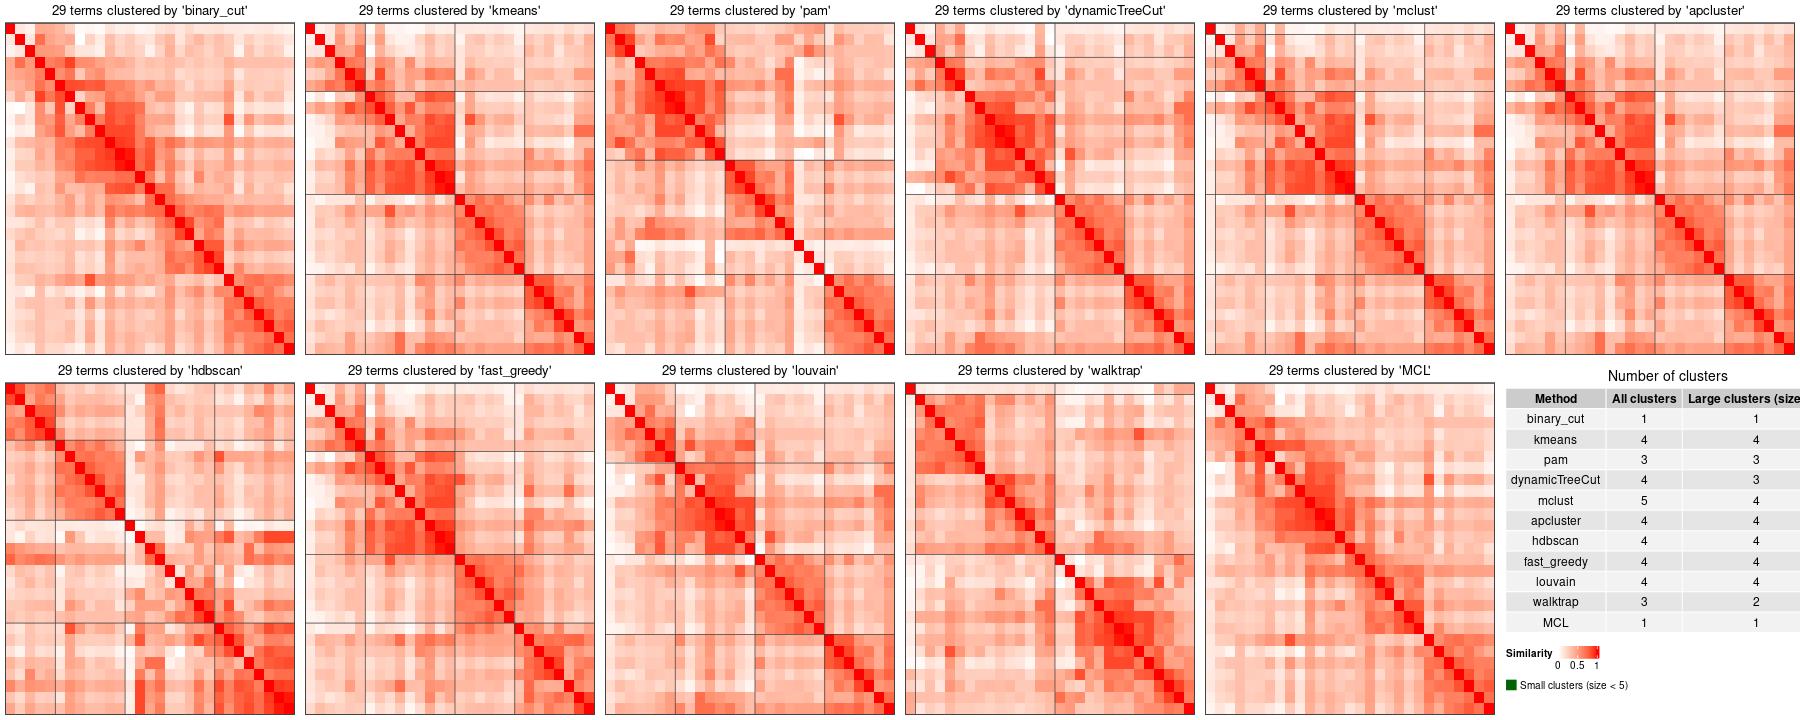 29 terms clustered by 'binary_cut'
29 terms clustered by 'kmeans'
29 terms clustered by 'pam'
29 terms clustered by 'dynamicTreeCut'
29 terms clustered by 'mclust'
29 terms clustered by 'apcluster'
29 terms clustered by 'hdbscan'
29 terms clustered by 'fast_greedy'
29 terms clustered by 'louvain'
29 terms clustered by 'walktrap'
29 terms clustered by 'MCL'
Number of clusters
Method All clusters Large clusters (size
binary_cut 1 1
kmeans 4 4
pam 3 3
dynamicTreeCut 4 3
mclust 5 4
apcluster 4 4
hdbscan 4 4
fast_greedy 4 4
louvain 4 4
walktrap 3 2
MCL 1 1
Similarity
0 0.5 1
Small clusters (size < 5)